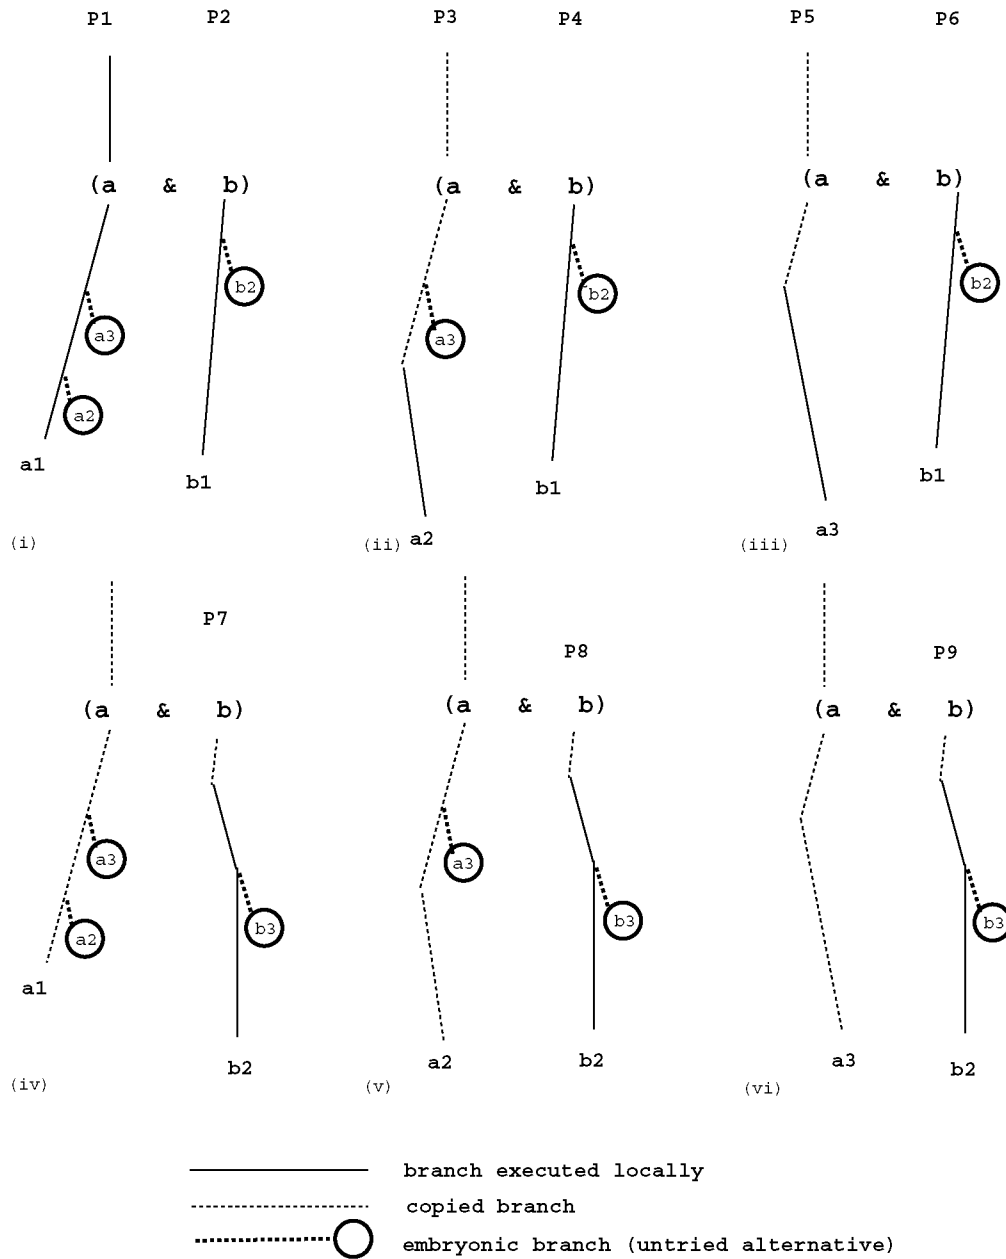 P1 P2 P3 P4 P5 P6
(a & b) (a & b) (a & b)
b2 b2 b2
a3 a3
a2
a1 b1 b1 b1
(i) (ii) a2 (iii) a3
P7 P8 P9
(a & b) (a & b) (a & b)
a3 a3
a2 b3 b3 b3
a1
(iv) b2 (v) a2 b2 (vi) a3 b2
branch executed locally
copied branch
embryonic branch (untried alternative)